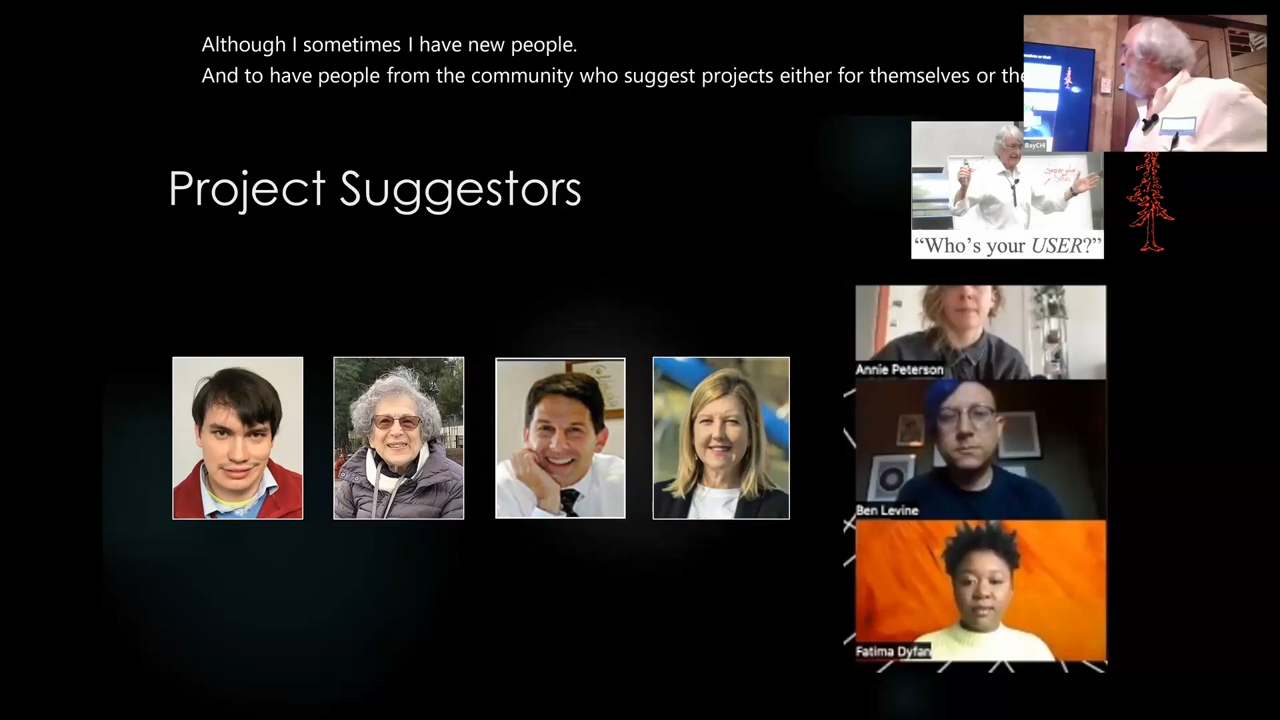 Although I sometimes I have new people.
And to have people from the community who suggest projects either for themselves or the
Project Suggestors
BayCHI
"Who's your USER?"
Annie Peterson
Ben Levine
Fatima Dyfan